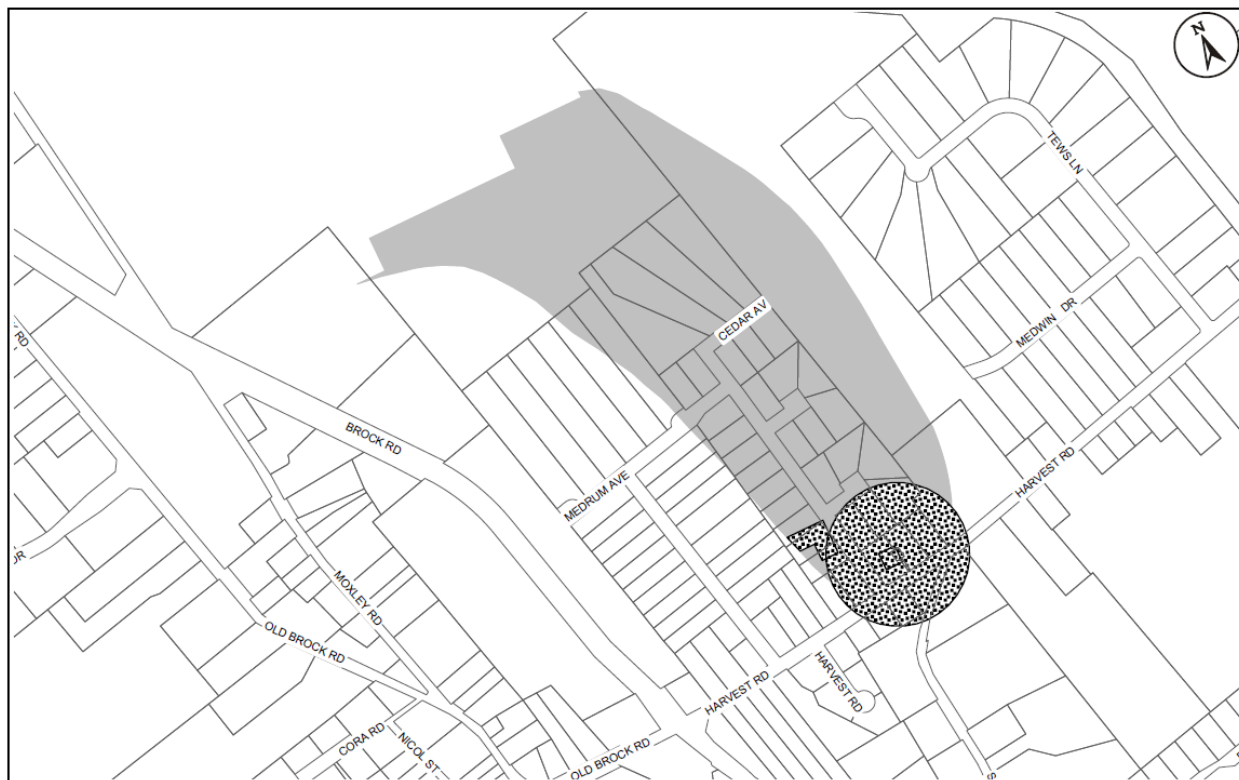 N
TEWS LN
CEDAR AV
MEDWIN DR
RD
BROCK RD
HARVEST RD
MEDRUM AVE
DR
MOXLEY RD
OLD BROCK RD
HARVEST RD
HARVEST RD
CORA RD
NICOL ST
OLD BROCK RD
S